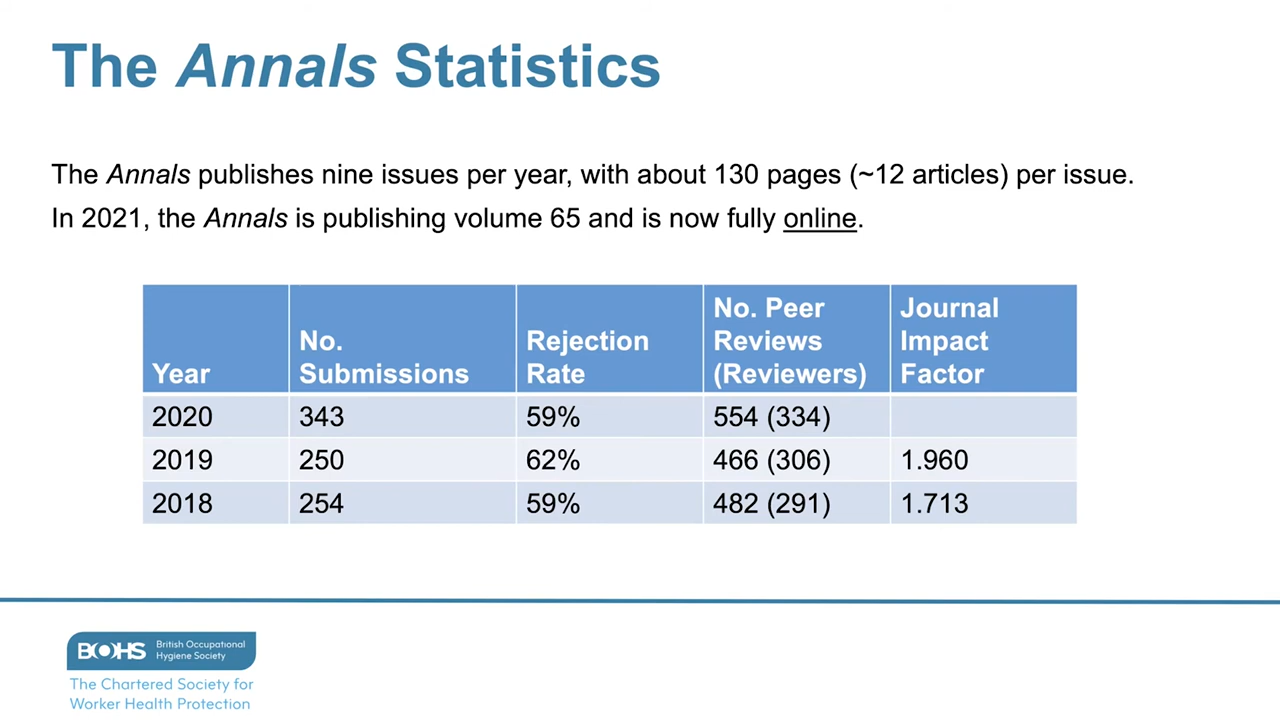 The Annals Statistics
The Annals publishes nine issues per year, with about 130 pages (~12 articles) per issue.
In 2021, the Annals is publishing volume 65 and is now fully online.
Year No. Submissions Rejection Rate No. Peer Reviews (Reviewers) Journal Impact Factor
2020 343 59% 554 (334)
2019 250 62% 466 (306) 1.960
2018 254 59% 482 (291) 1.713
BOHS British Occupational
Hygiene Society
The Chartered Society for
Worker Health Protection